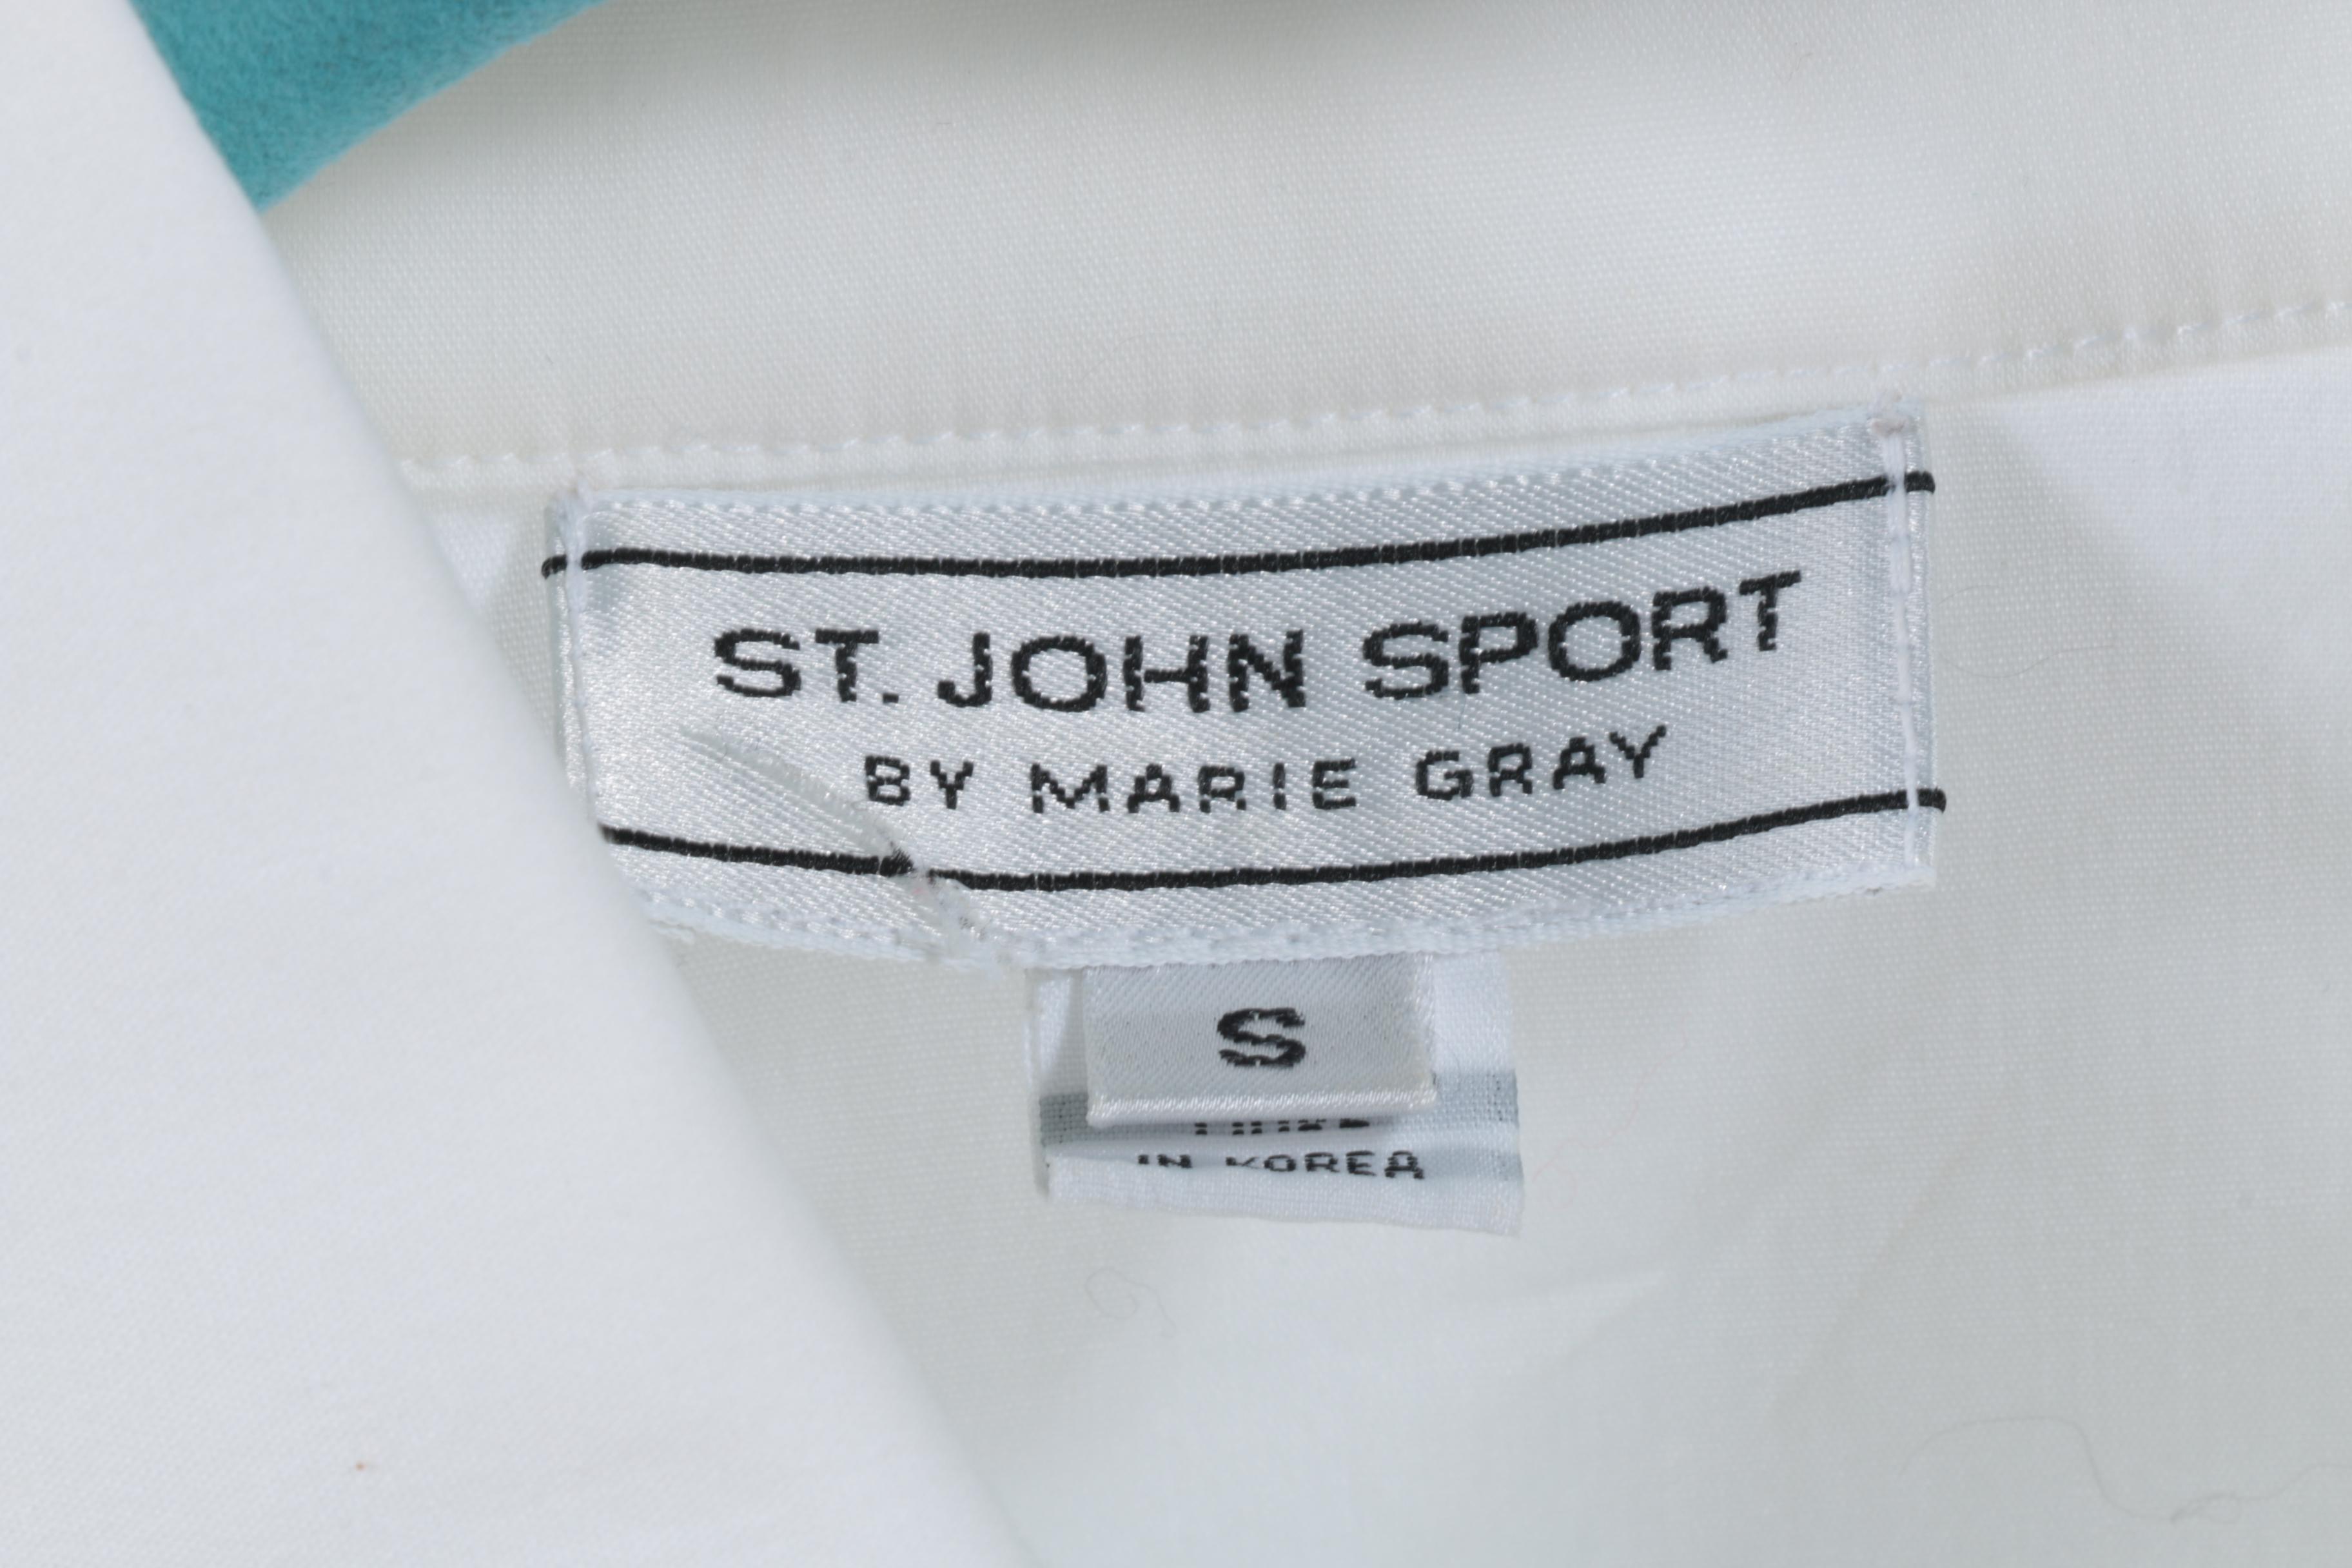 ST. JOHN SPORT
BY MARIE GRAY
S
IN KOREA